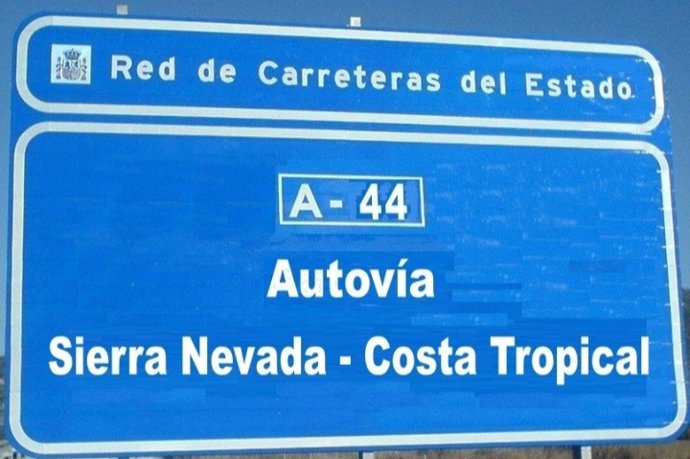 Red de Carreteras del Estado
A - 44
Autovía
Sierra Nevada - Costa Tropical